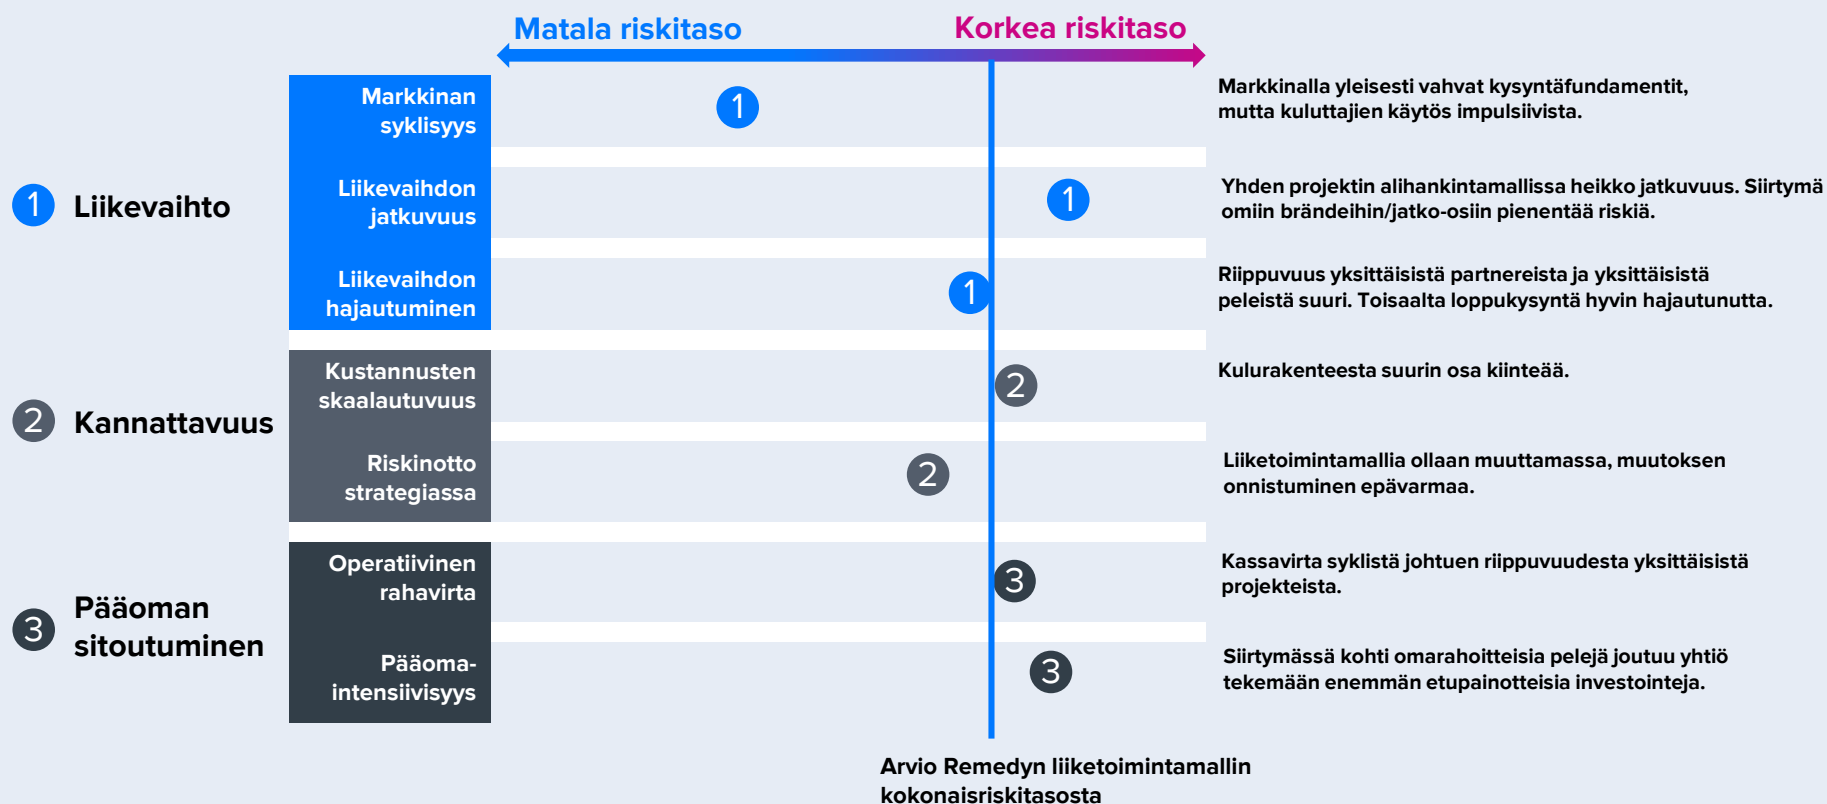 Matala riskitaso
Korkea riskitaso
1 Liikevaihto
Markkinan
syklisyys
1
Markkinalla yleisesti vahvat kysyntäfundamentit,
mutta kuluttajien käytös impulsiivista.
Liikevaihdon
jatkuvuus
1
Yhden projektin alihankintamallissa heikko jatkuvuus. Siirtymä
omiin brändeihin/jatko-osiin pienentää riskiä.
Liikevaihdon
hajautuminen
1
Riippuvuus yksittäisistä partnereista ja yksittäisistä
peleistä suuri. Toisaalta loppukysyntä hyvin hajautunutta.
2 Kannattavuus
Kustannusten
skaalautuvuus
2
Kulurakenteesta suurin osa kiinteää.
Riskinotto
strategiassa
2
Liiketoimintamallia ollaan muuttamassa, muutoksen
onnistuminen epävarmaa.
3 Pääoman
sitoutuminen
Operatiivinen
rahavirta
3
Kassavirta syklistä johtuen riippuvuudesta yksittäisistä
projekteista.
Pääoma-
intensiivisyys
3
Siirtymässä kohti omarahoitteisia pelejä joutuu yhtiö
tekemään enemmän etupainotteisia investointeja.
Arvio Remedyn liiketoimintamallin
kokonaisriskitasosta